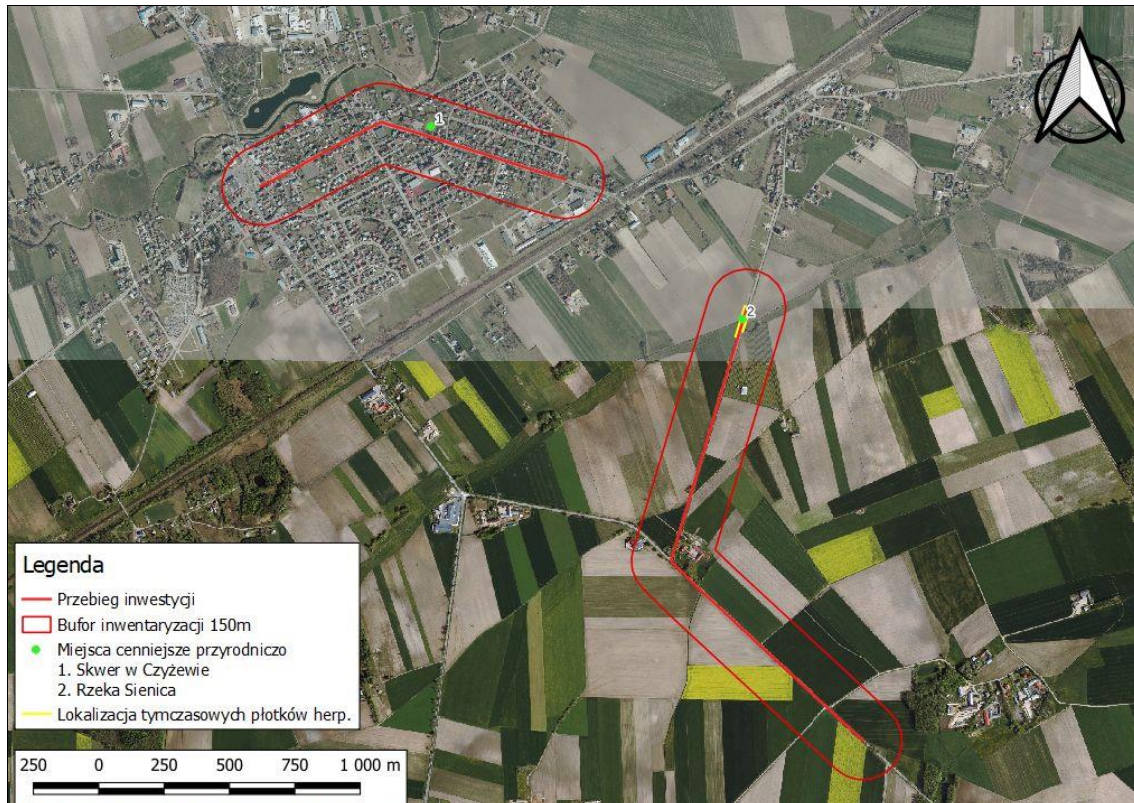 1
2
Legenda
Przebieg inwestycji
Bufor inwentaryzacji 150m
Miejsca cenniejsze przyrodniczo
1. Skwer w Czyżewie
2. Rzeka Sienica
Lokalizacja tymczasowych płotków herp.
250 0 250 500 750 1 000 m